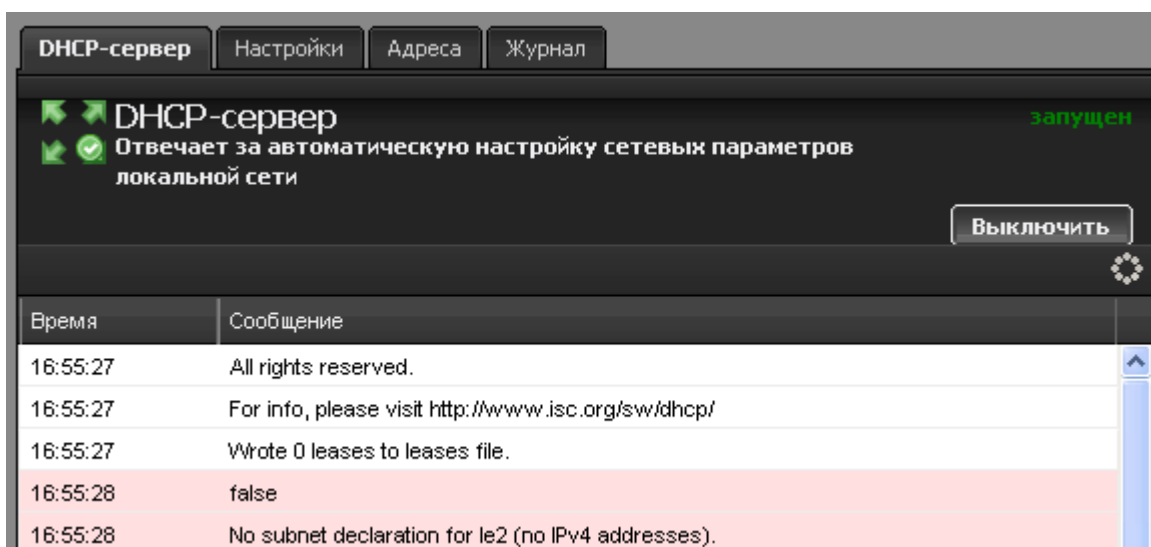 DHCP-сервер Настройки Адреса Журнал
DHCP-сервер запущен
Отвечает за автоматическую настройку сетевых параметров
локальной сети
Выключить
Время Сообщение
16:55:27 All rights reserved.
16:55:27 For info, please visit http://www.isc.org/sw/dhcp/
16:55:27 Wrote 0 leases to leases file.
16:55:28 false
16:55:28 No subnet declaration for le2 (no IPv4 addresses).